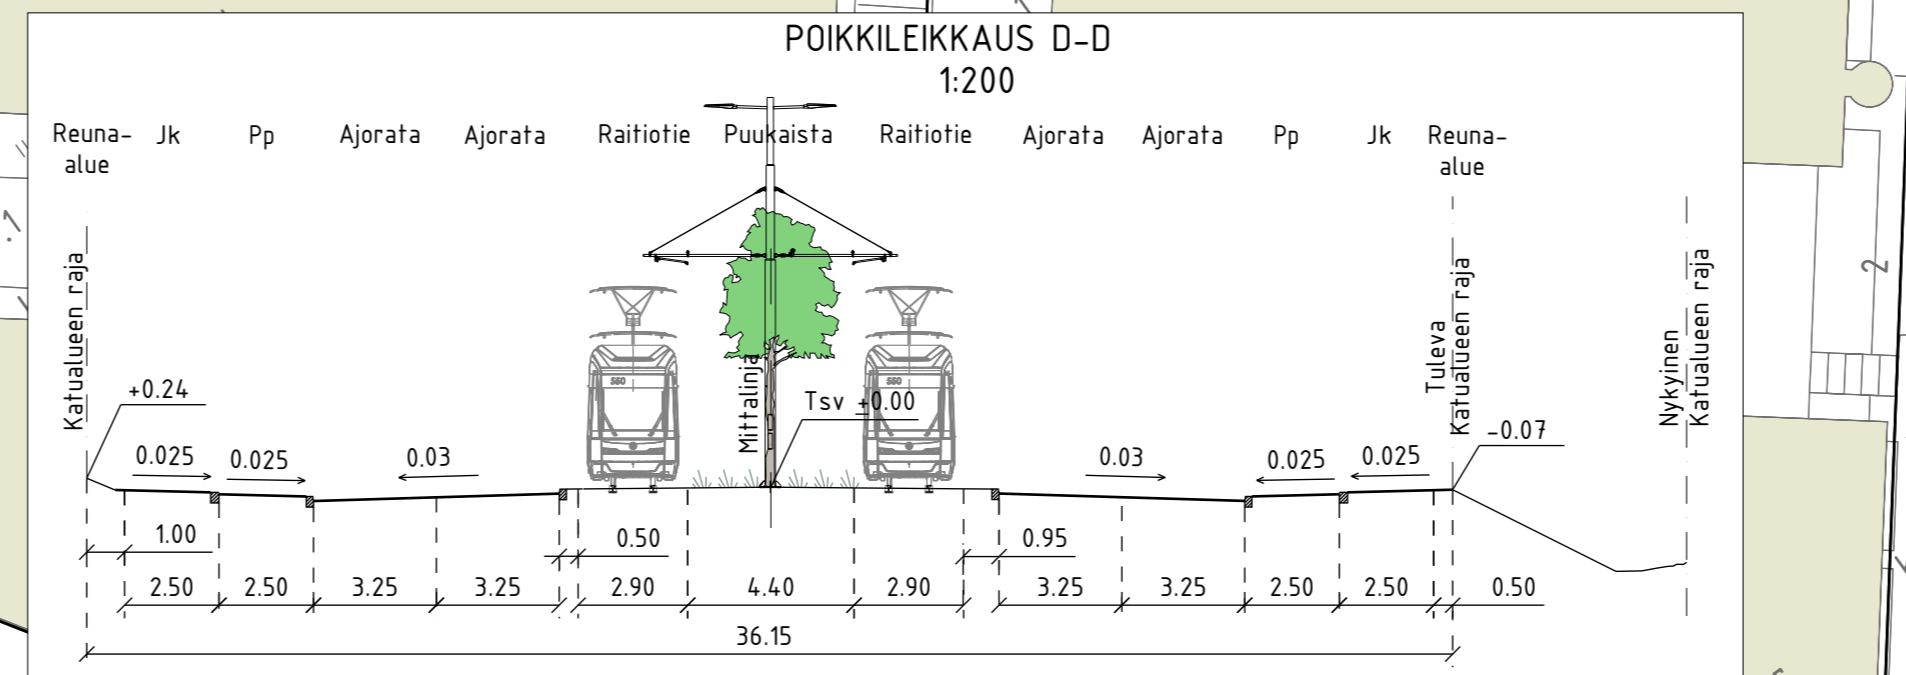 POIKKILEIKKAUS D-D
1:200
Reuna-
alue
Jk
Pp
Ajorata
Ajorata
Raitiotie
Puukaista
Raitiotie
Ajorata
Ajorata
Pp
Jk
Reuna-
alue
Katualueen raja
+0.24
0.025
0.025
0.03
550
Mittalinja
Tsv ±0.00
550
0.03
0.025
0.025
Tuleva
Katualueen raja
-0.07
Nykyinen
Katualueen raja
2
1.00
0.50
0.95
2.50
2.50
3.25
3.25
2.90
4.40
2.90
3.25
3.25
2.50
2.50
0.50
36.15